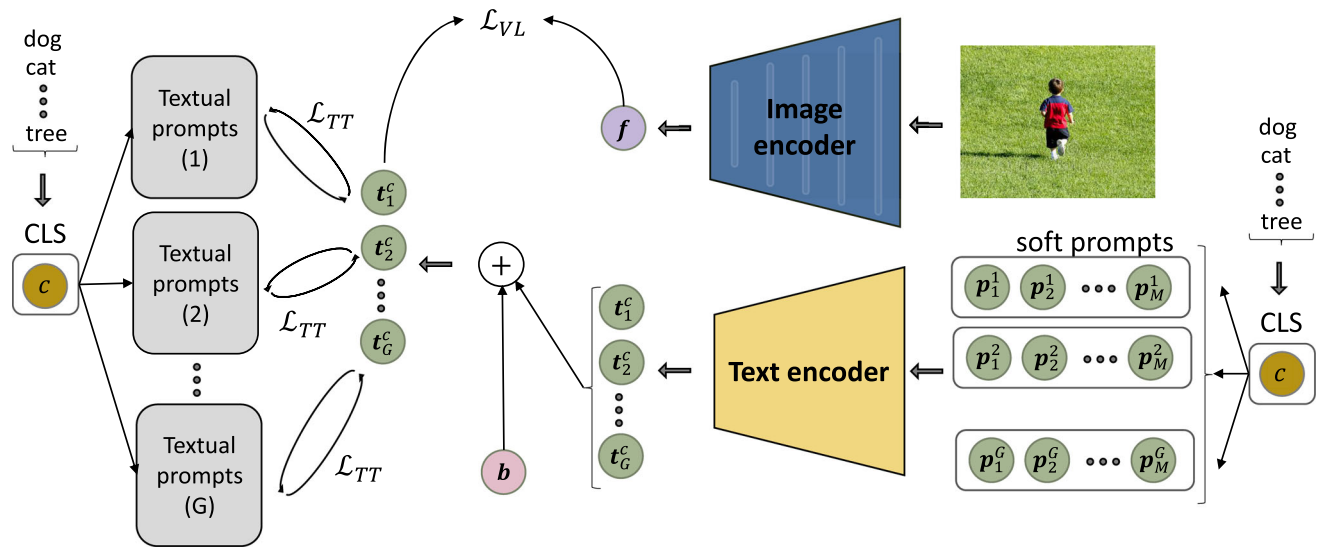 dog
cat
tree
CLS
c
Textual
prompts
(1)
Textual
prompts
(2)
Textual
prompts
(G)
ℒ_TT
ℒ_TT
ℒ_TT
ℒ_VL
t_1^c
t_2^c
t_G^c
f
+
b
t_1^c
t_2^c
t_G^c
Image
encoder
Text encoder
soft prompts
p_1^1 p_2^1 p_M^1
p_1^2 p_2^2 p_M^2
p_1^G p_2^G p_M^G
dog
cat
tree
CLS
c